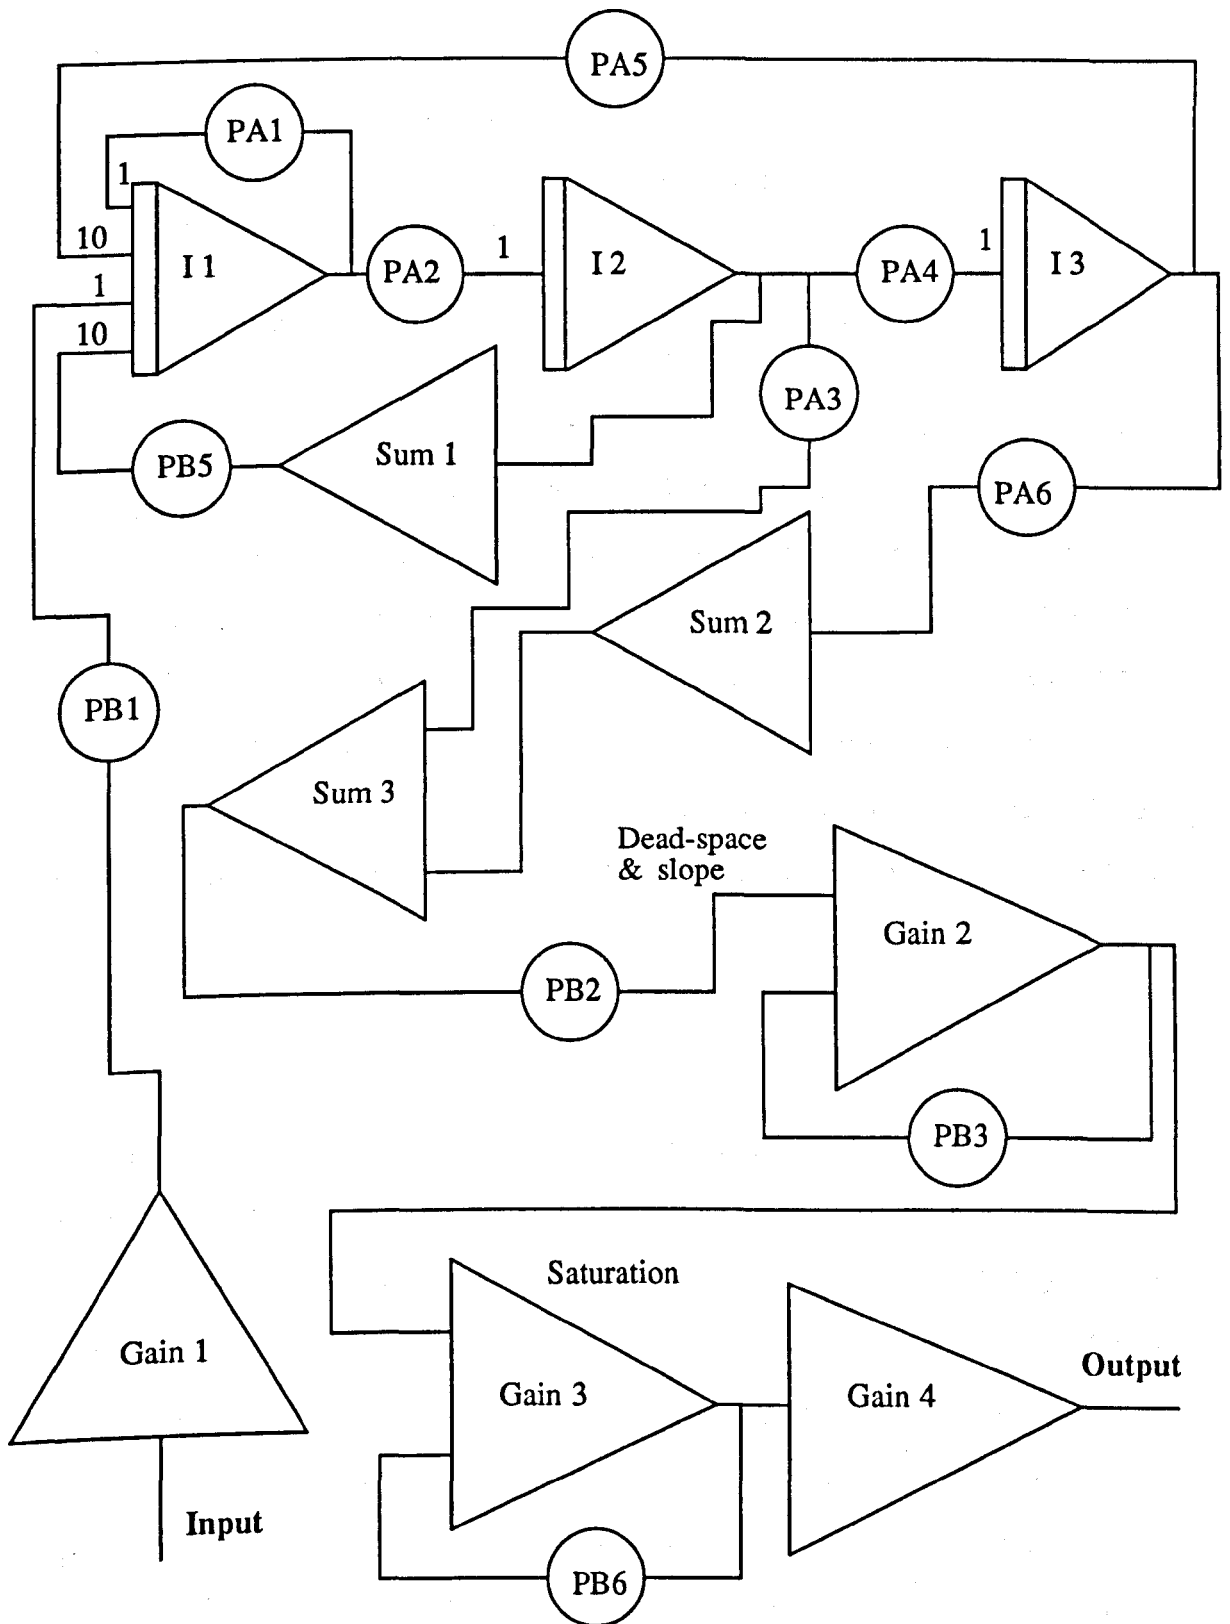 PA5
PA1
1
10
I 1
PA2
1
I 2
PA4
1
I 3
1
10
PA3
Sum 1
PB5
PA6
Sum 2
PB1
Sum 3
Dead-space
& slope
Gain 2
PB2
PB3
Saturation
Gain 1
Gain 3
Gain 4
Output
Input
PB6